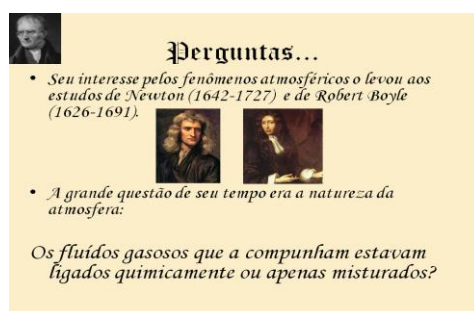 Perguntas...
• Seu interesse pelos fenômenos atmosféricos o levou aos
estudos de Newton (1642-1727) e de Robert Boyle
(1626-1691).
• A grande questão de seu tempo era a natureza da
atmosfera:
Os fluídos gasosos que a compunham estavam
ligados quimicamente ou apenas misturados?